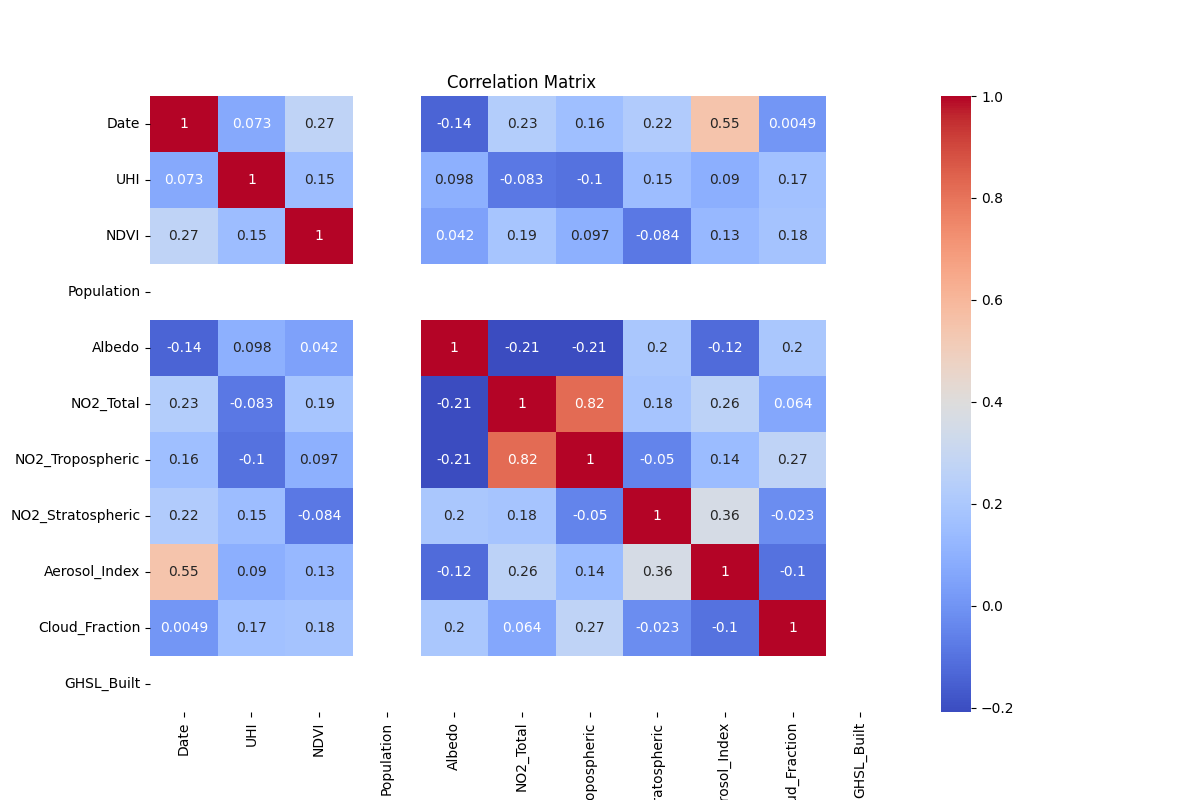 Correlation Matrix
Date 1 0.073 0.27 -0.14 0.23 0.16 0.22 0.55 0.0049
UHI 0.073 1 0.15 0.098 -0.083 -0.1 0.15 0.09 0.17
NDVI 0.27 0.15 1 0.042 0.19 0.097 -0.084 0.13 0.18
Population
Albedo -0.14 0.098 0.042 1 -0.21 -0.21 0.2 -0.12 0.2
NO2_Total 0.23 -0.083 0.19 -0.21 1 0.82 0.18 0.26 0.064
NO2_Tropospheric 0.16 -0.1 0.097 -0.21 0.82 1 -0.05 0.14 0.27
NO2_Stratospheric 0.22 0.15 -0.084 0.2 0.18 -0.05 1 0.36 -0.023
Aerosol_Index 0.55 0.09 0.13 -0.12 0.26 0.14 0.36 1 -0.1
Cloud_Fraction 0.0049 0.17 0.18 0.2 0.064 0.27 -0.023 -0.1 1
GHSL_Built
Date
UHI
NDVI
Population
Albedo
NO2_Total
opospheric
ratospheric
rosol_Index
ud_Fraction
GHSL_Built
1.0
0.8
0.6
0.4
0.2
0.0
−0.2